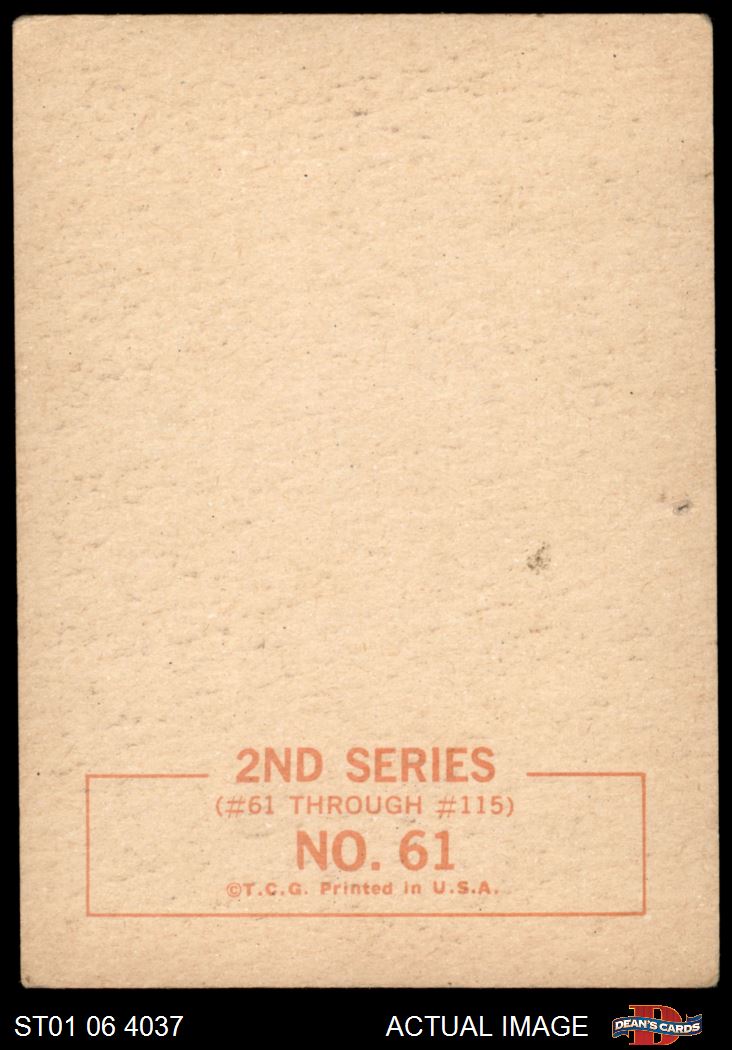 2ND SERIES
(#61 THROUGH #115)
NO. 61
©T.C.G. Printed in U.S.A.
ST01 06 4037
ACTUAL IMAGE
DEAN'S CARDS